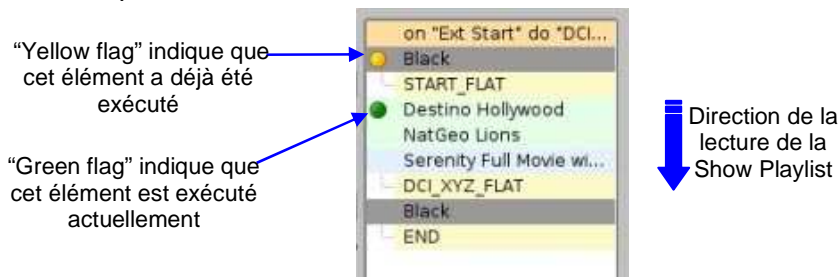 on "Ext Start" do "DCI...
Black
START_FLAT
Destino Hollywood
NatGeo Lions
Serenity Full Movie wi...
DCI_XYZ_FLAT
Black
END
“Yellow flag” indique que
cet élément a déjà été
exécuté
“Green flag” indique que
cet élément est exécuté
actuellement
Direction de la
lecture de la
Show Playlist